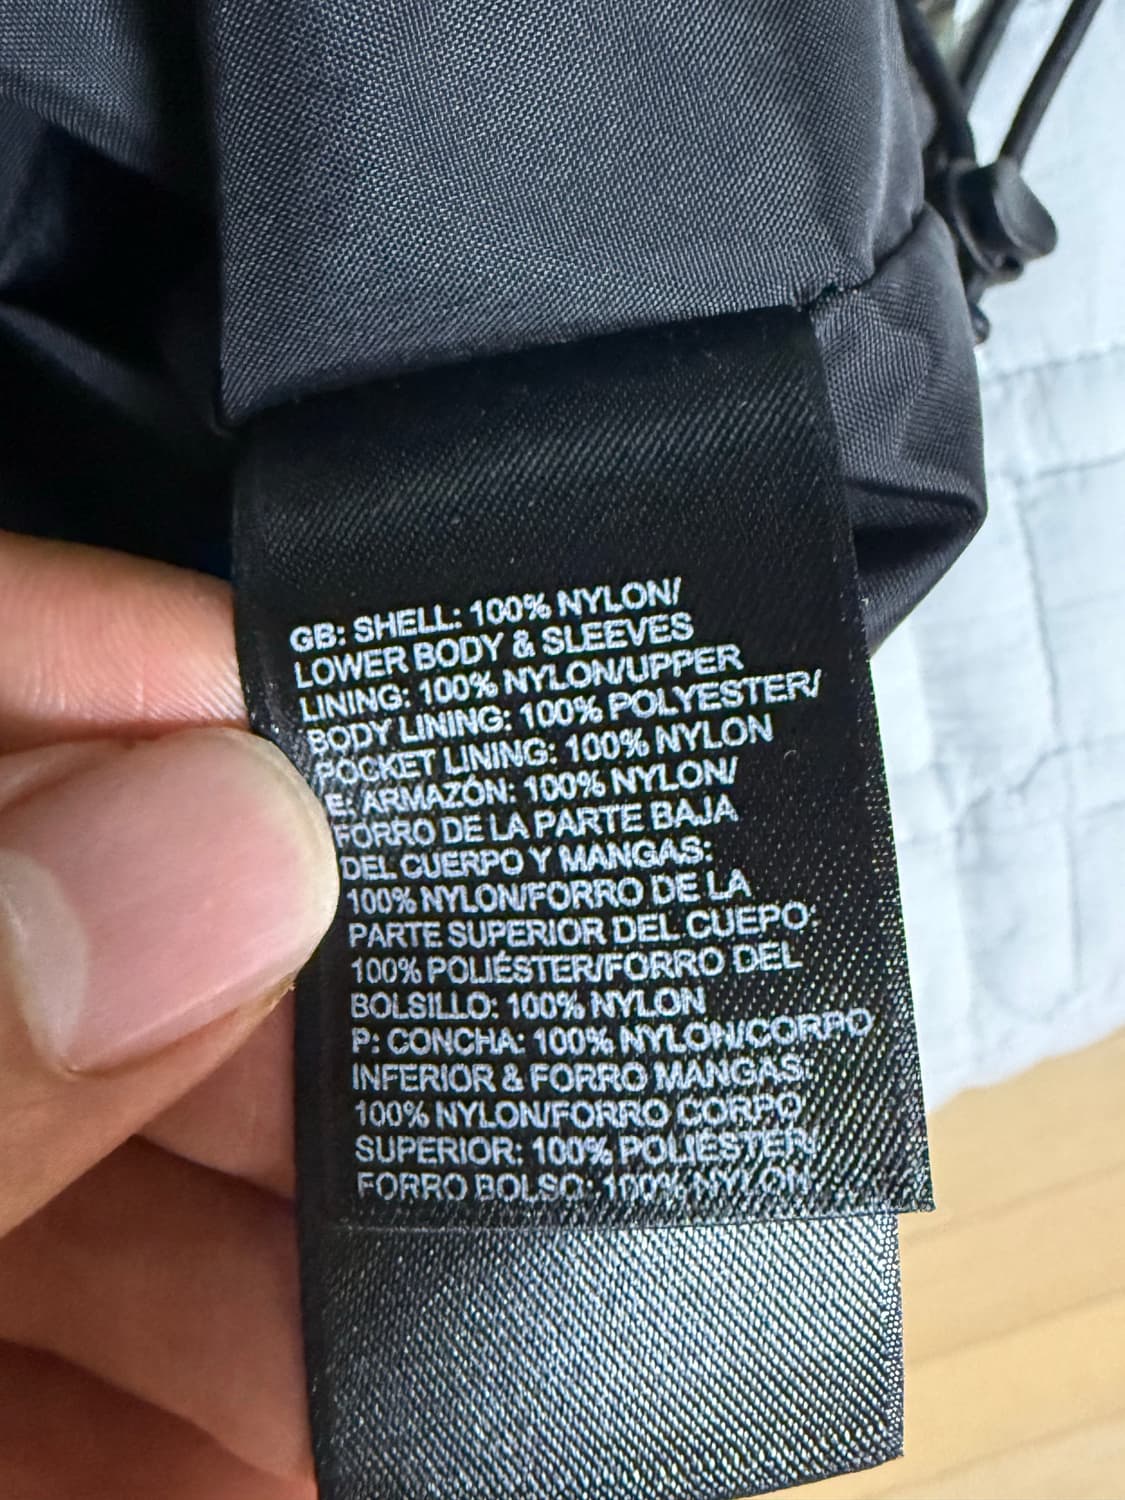 GB: SHELL: 100% NYLON/
LOWER BODY & SLEEVES
LINING: 100% NYLON/UPPER
BODY LINING: 100% POLYESTER/
POCKET LINING: 100% NYLON
E: ARMAZÓN: 100% NYLON/
FORRO DE LA PARTE BAJA
DEL CUERPO Y MANGAS:
100% NYLON/FORRO DE LA
PARTE SUPERIOR DEL CUEPO:
100% POLIÉSTER/FORRO DEL
BOLSILLO: 100% NYLON
P: CONCHA: 100% NYLON/CORPO
INFERIOR & FORRO MANGAS:
100% NYLON/FORRO CORPO
SUPERIOR: 100% POLIÉSTER/
FORRO BOLSO: 100% NYLON